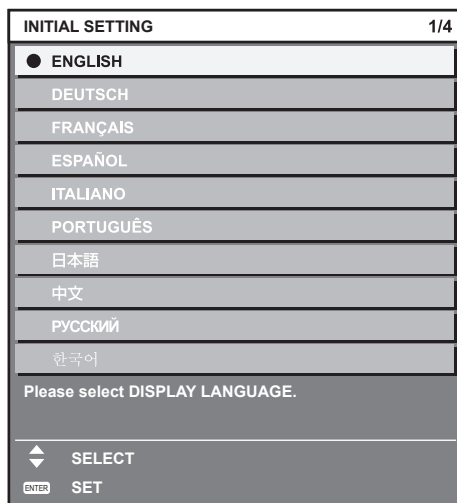 INITIAL SETTING 1/4
ENGLISH
DEUTSCH
FRANÇAIS
ESPAÑOL
ITALIANO
PORTUGUÊS
日本語
中文
РУССКИЙ
한국어
Please select DISPLAY LANGUAGE.
SELECT
ENTER SET